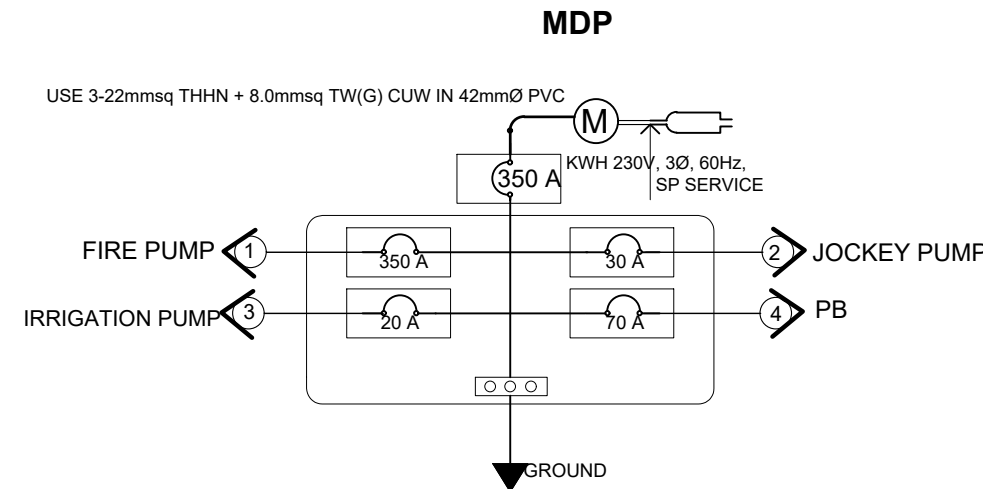 MDP
USE 3-22mmsq THHN + 8.0mmsq TW(G) CUW IN 42mmØ PVC
M
KWH 230V, 3Ø, 60Hz,
SP SERVICE
350 A
FIRE PUMP
1
350 A
30 A
2
JOCKEY PUMP
IRRIGATION PUMP
3
20 A
70 A
4
PB
GROUND